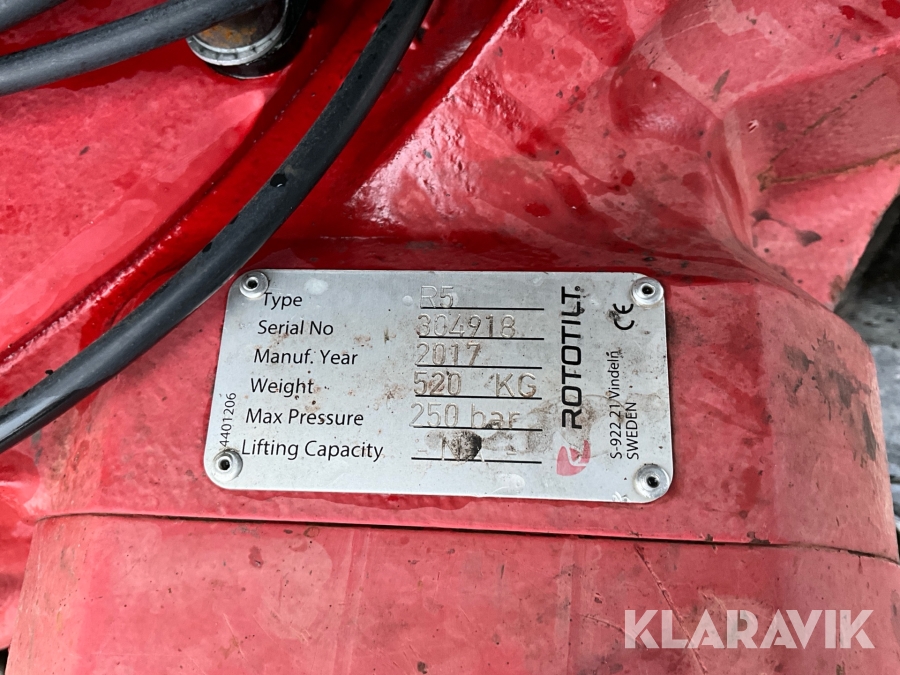 Type R5
Serial No 304918
Manuf. Year 2017
Weight 520 KG
Max Pressure 250 bar
Lifting Capacity
4401206
ROTOTILT
S-922 21 Vindeln
SWEDEN
CE
KLARAVIK